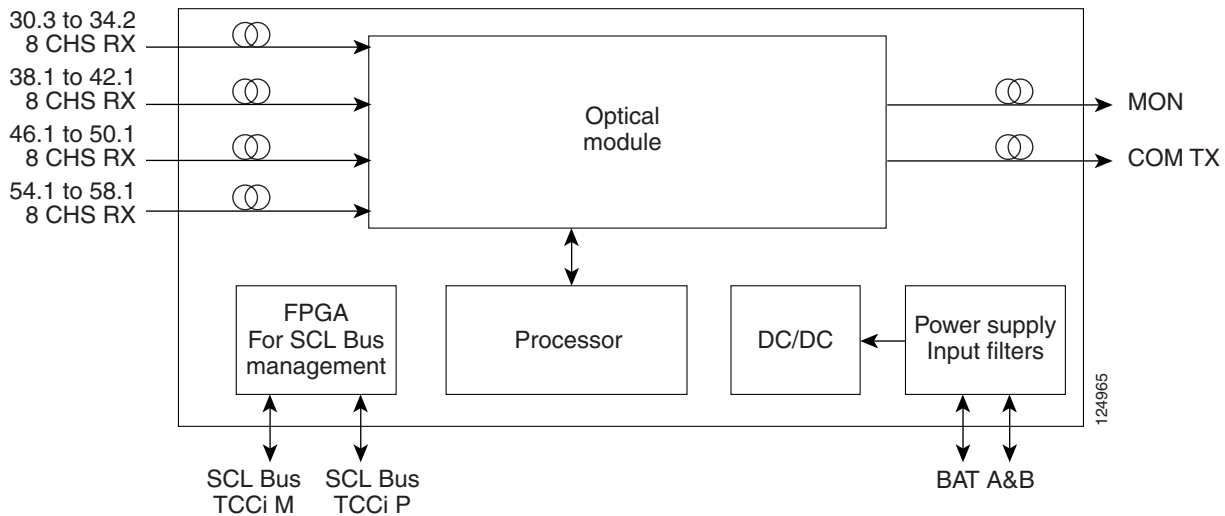 30.3 to 34.2
8 CHS RX
38.1 to 42.1
8 CHS RX
46.1 to 50.1
8 CHS RX
54.1 to 58.1
8 CHS RX
Optical
module
MON
COM TX
FPGA
For SCL Bus
management
Processor
DC/DC
Power supply
Input filters
124965
SCL Bus
TCCi M
SCL Bus
TCCi P
BAT A&B